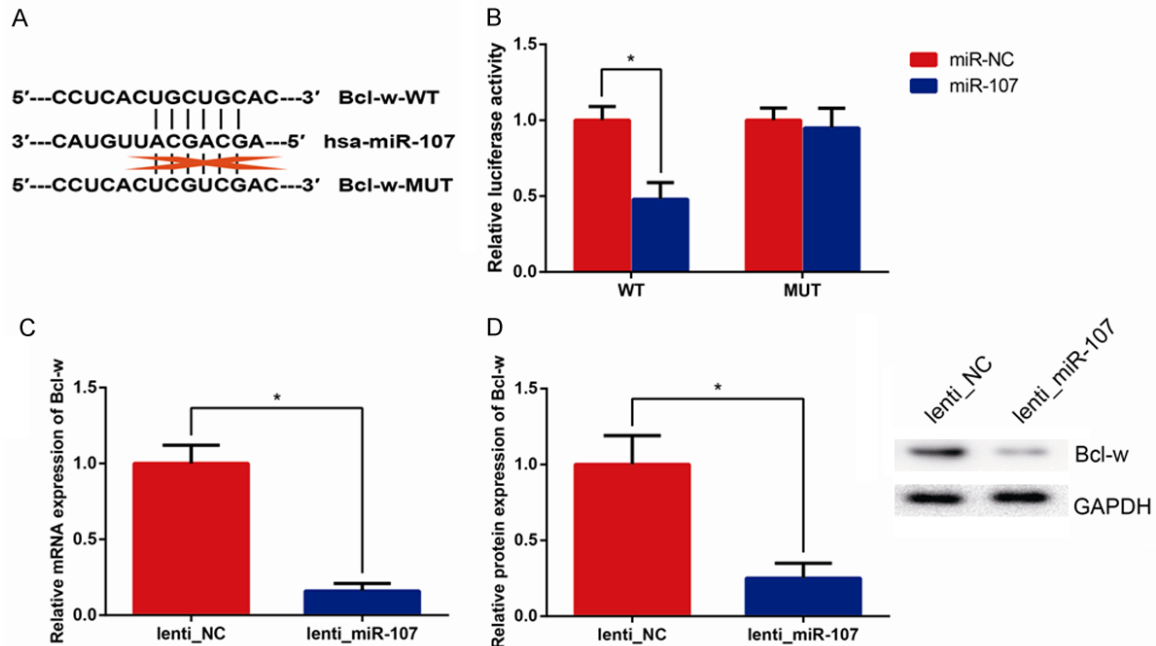 A
5′---CCUCACUGCUGCAC---3′ Bcl-w-WT
3′---CAUGUUACGACGA---5′ hsa-miR-107
5′---CCUCACUCGUCGAC---3′ Bcl-w-MUT
B
Relative luciferase activity
1.5
1.0
0.5
0.0
*
WT
MUT
miR-NC
miR-107
C
Relative mRNA expression of Bcl-w
1.5
1.0
0.5
0.0
*
lenti_NC
lenti_miR-107
D
Relative protein expression of Bcl-w
1.5
1.0
0.5
0.0
*
lenti_NC
lenti_miR-107
lenti_NC
lenti_miR-107
Bcl-w
GAPDH